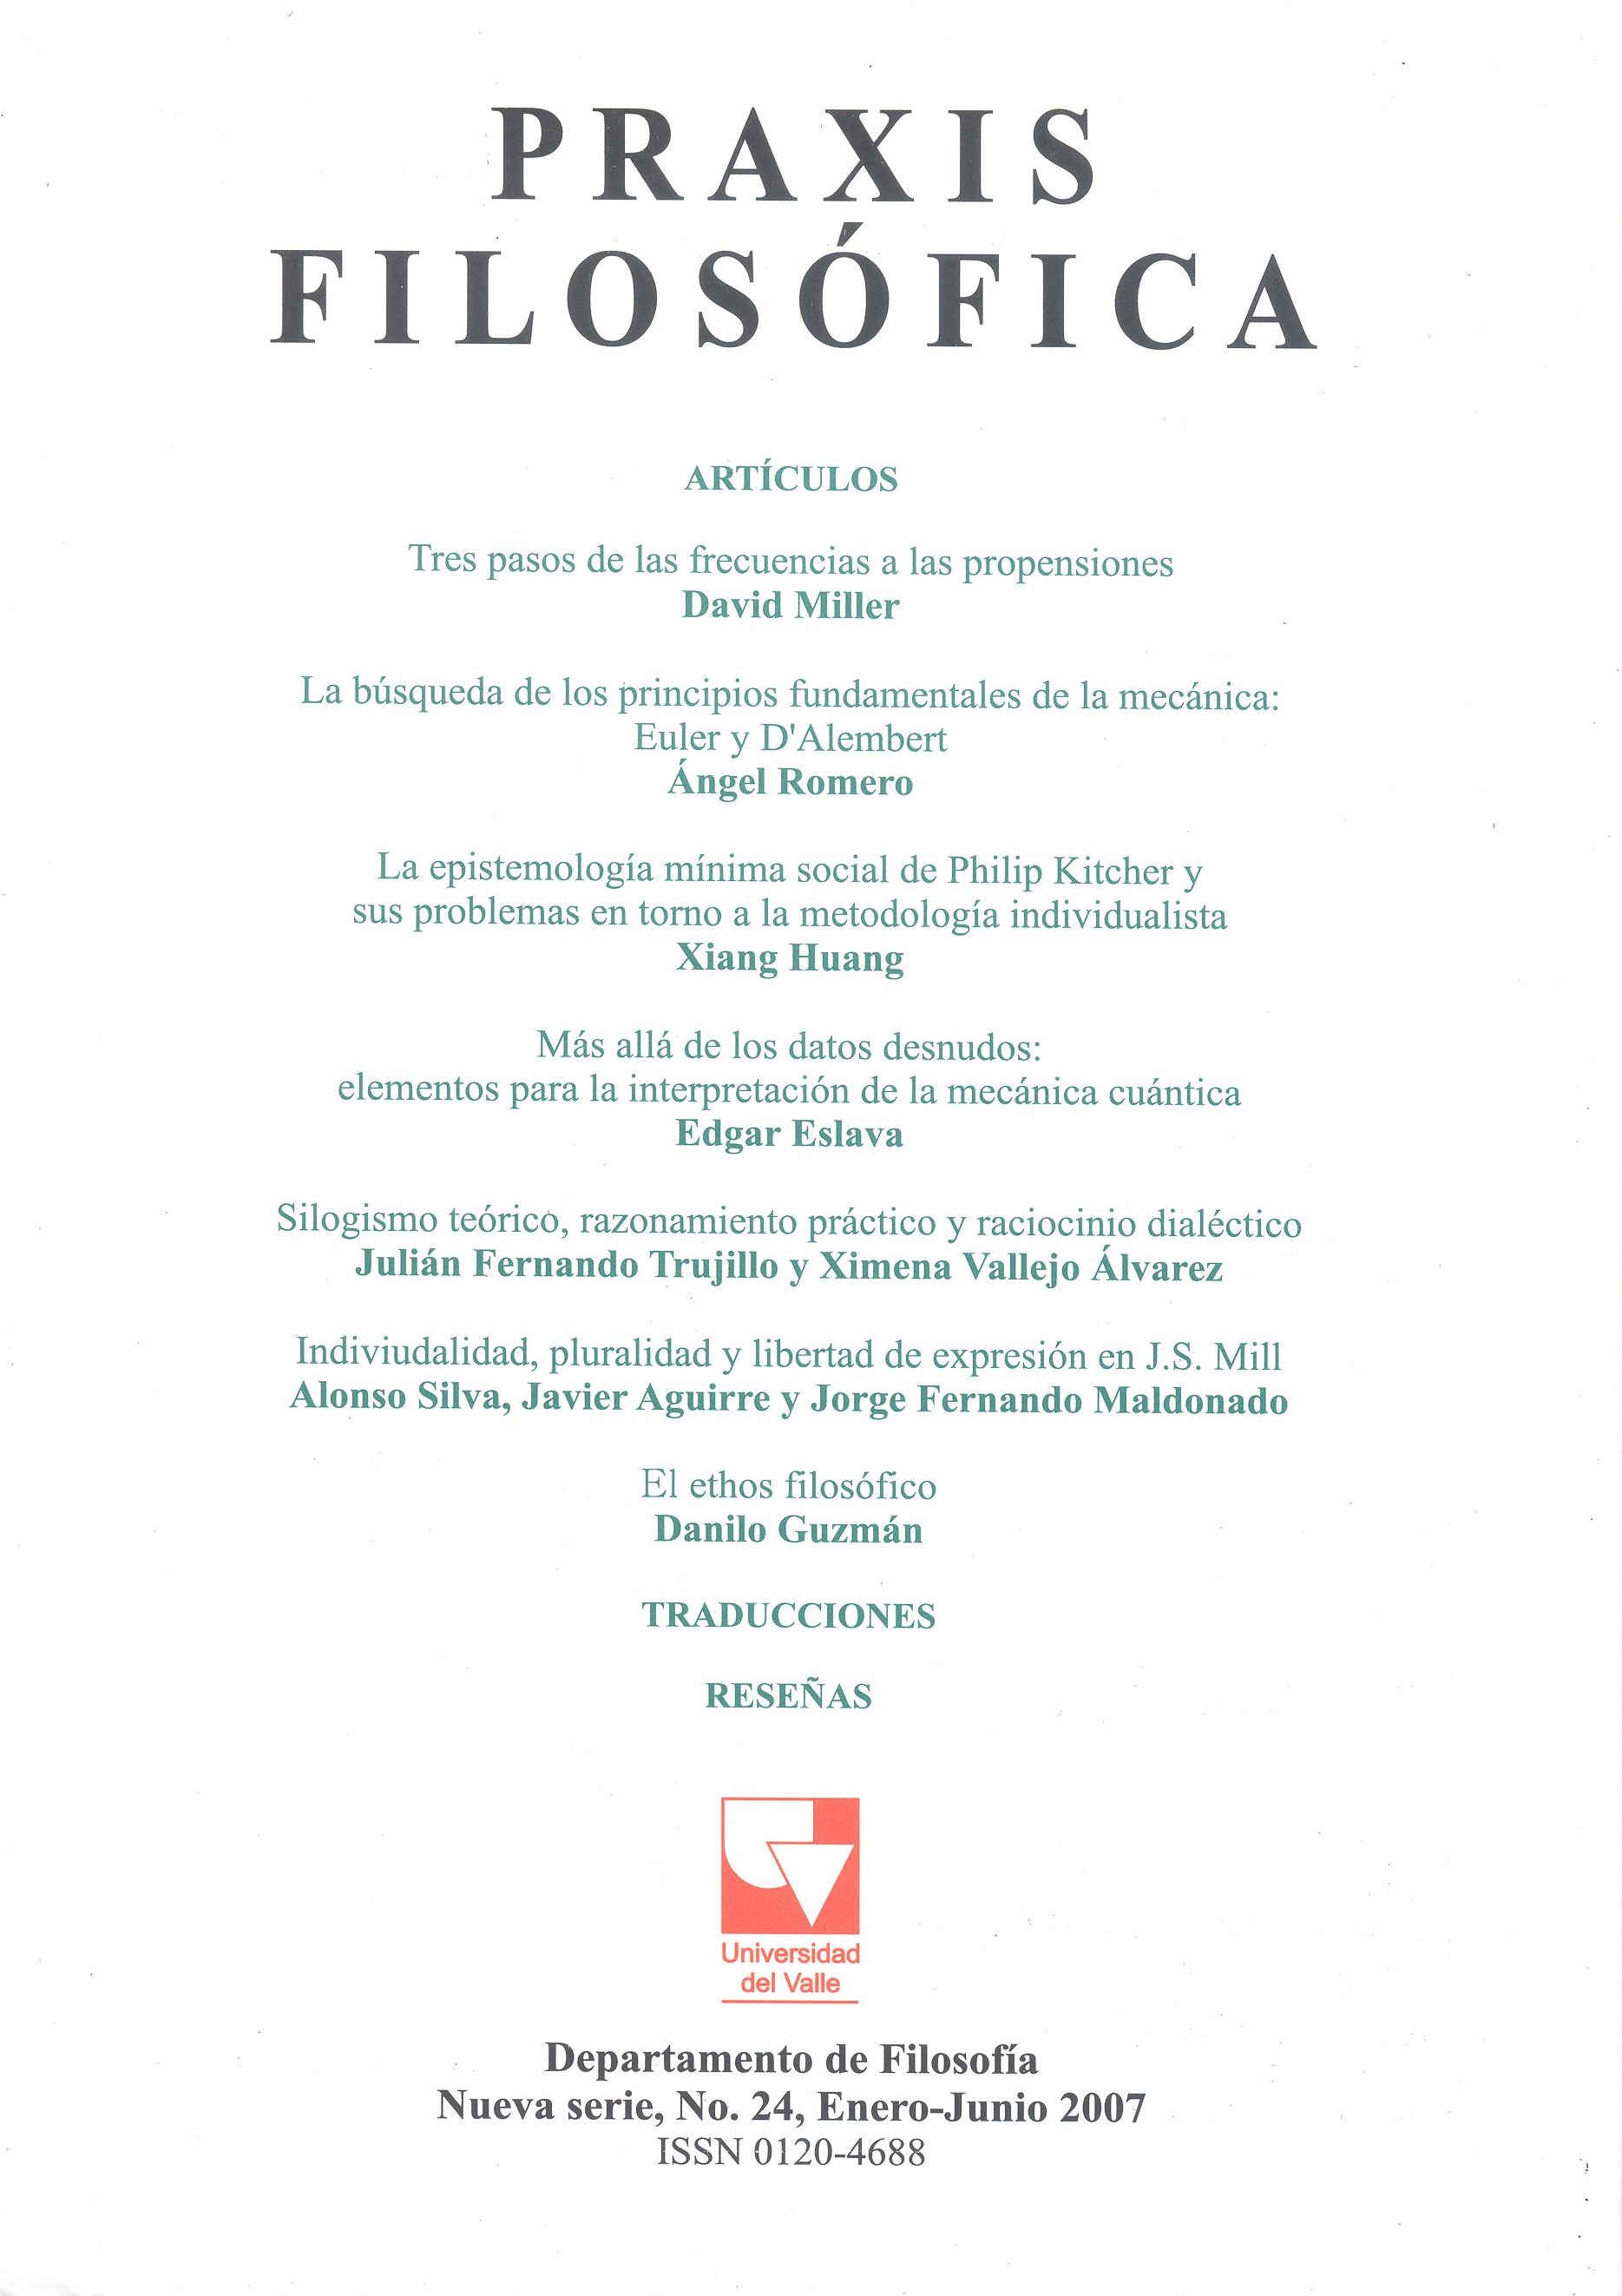 PRAXIS
FILOSÓFICA
ARTÍCULOS
Tres pasos de las frecuencias a las propensiones
David Miller
La búsqueda de los principios fundamentales de la mecánica:
Euler y D'Alembert
Ángel Romero
La epistemología mínima social de Philip Kitcher y
sus problemas en torno a la metodología individualista
Xiang Huang
Más allá de los datos desnudos:
elementos para la interpretación de la mecánica cuántica
Edgar Eslava
Silogismo teórico, razonamiento práctico y raciocinio dialéctico
Julián Fernando Trujillo y Ximena Vallejo Álvarez
Indiviudalidad, pluralidad y libertad de expresión en J.S. Mill
Alonso Silva, Javier Aguirre y Jorge Fernando Maldonado
El ethos filosófico
Danilo Guzmán
TRADUCCIONES
RESEÑAS
Universidad
del Valle
Departamento de Filosofía
Nueva serie, No. 24, Enero-Junio 2007
ISSN 0120-4688